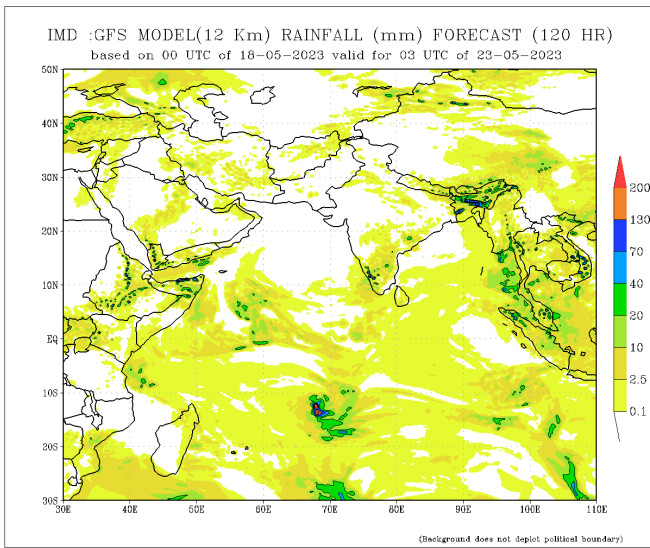 IMD :GFS MODEL(12 Km) RAINFALL (mm) FORECAST (120 HR)
based on 00 UTC of 18-05-2023 valid for 03 UTC of 23-05-2023
50N
40N
30N
20N
10N
EQ
10S
20S
30S
30E 40E 50E 60E 70E 80E 90E 100E 110E
200
130
70
40
20
10
2.5
0.1
(Background does not depict political boundary)